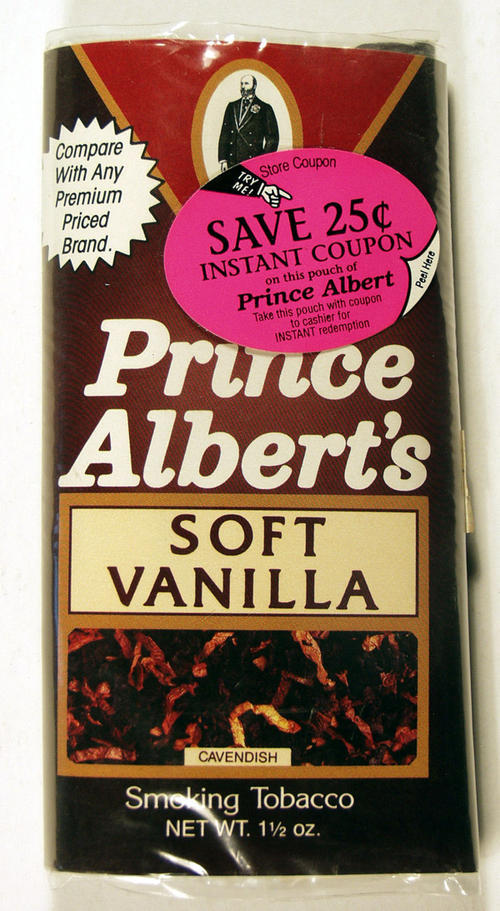 Compare
With Any
Premium
Priced
Brand.
Store Coupon
TRY
ME!
SAVE 25¢
INSTANT COUPON
on this pouch of
Prince Albert
Take this pouch with coupon
to cashier for
INSTANT redemption
Peel Here
Prince
Albert's
SOFT
VANILLA
CAVENDISH
Smoking Tobacco
NET WT. 1½ oz.